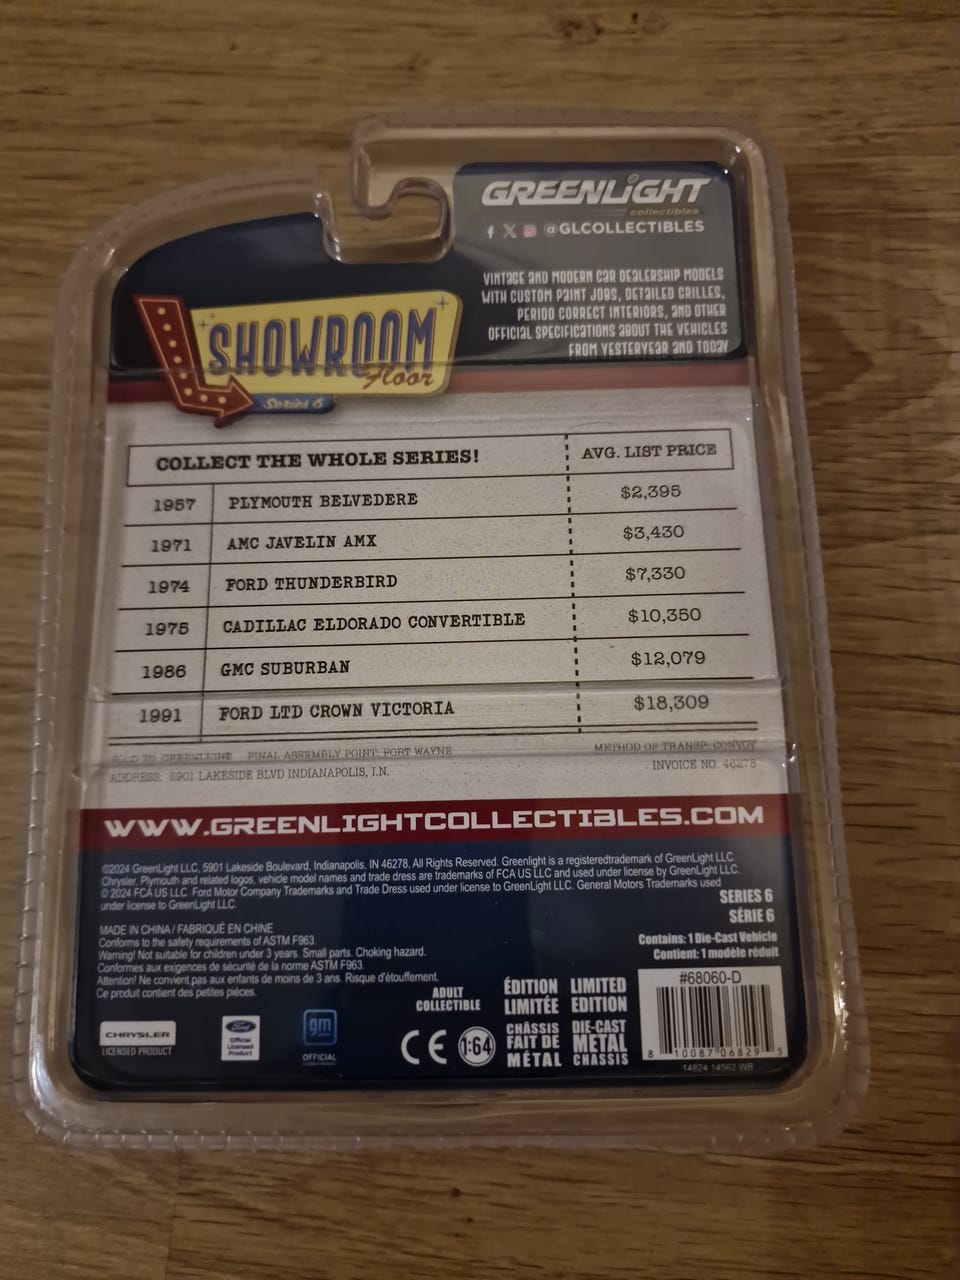 GREENLiGHT
collectibles
@GLCOLLECTIBLES
VINTAGE AND MODERN CAR DEALERSHIP MODELS
WITH CUSTOM PAINT JOBS, DETAILED GRILLES,
PERIOD CORRECT INTERIORS, AND OTHER
OFFICIAL SPECIFICATIONS ABOUT THE VEHICLES
FROM YESTERYEAR AND TODAY
SHOWROOM
Floor
Series 6
COLLECT THE WHOLE SERIES! AVG. LIST PRICE
1957 PLYMOUTH BELVEDERE $2,395
1971 AMC JAVELIN AMX $3,430
1974 FORD THUNDERBIRD $7,330
1975 CADILLAC ELDORADO CONVERTIBLE $10,350
1986 GMC SUBURBAN $12,079
1991 FORD LTD CROWN VICTORIA $18,309
SOLD TO GREENLIGHT FINAL ASSEMBLY POINT: FORT WAYNE METHOD OF TRANSP: CONVOY
ADDRESS: 5901 LAKESIDE BLVD INDIANAPOLIS, I.N. INVOICE NO. 46278
WWW.GREENLIGHTCOLLECTIBLES.COM
©2024 GreenLight LLC, 5901 Lakeside Boulevard, Indianapolis, IN 46278, All Rights Reserved. Greenlight is a registeredtrademark of GreenLight LLC.
Chrysler, Plymouth and related logos, vehicle model names and trade dress are trademarks of FCA US LLC and used under license by GreenLight LLC.
© 2024 FCA US LLC. Ford Motor Company Trademarks and Trade Dress used under license to GreenLight LLC. General Motors Trademarks used
under license to GreenLight LLC.
SERIES 6
SÉRIE 6
MADE IN CHINA / FABRIQUÉ EN CHINE
Conforms to the safety requirements of ASTM F963.
Warning! Not suitable for children under 3 years. Small parts. Choking hazard.
Conformes aux exigences de sécurité de la norme ASTM F963.
Attention! Ne convient pas aux enfants de moins de 3 ans. Risque d'étouffement.
Ce produit contient des petites pièces.
Contains: 1 Die-Cast Vehicle
Contient: 1 modèle réduit
ADULT
COLLECTIBLE
ÉDITION
LIMITÉE
LIMITED
EDITION
CHÂSSIS
FAIT DE
MÉTAL
DIE-CAST
METAL
CHASSIS
CE
1:64
#68060-D
8 10087 06829 5
14824 14562 WB
CHRYSLER
LICENSED PRODUCT
Ford
Official
Licensed
Product
gm
OFFICIAL